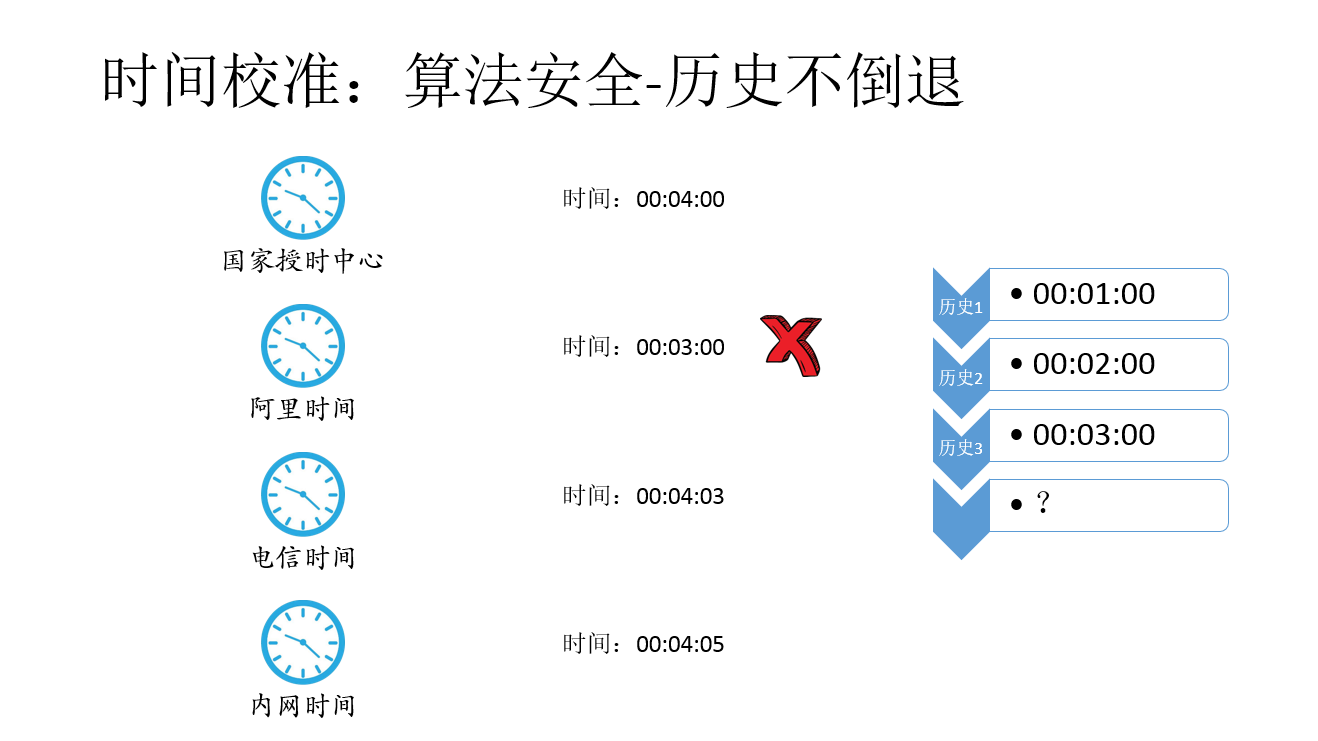 时间校准：算法安全-历史不倒退
国家授时中心
时间：00:04:00
阿里时间
时间：00:03:00
电信时间
时间：00:04:03
内网时间
时间：00:04:05
历史1
• 00:01:00
历史2
• 00:02:00
历史3
• 00:03:00
• ？